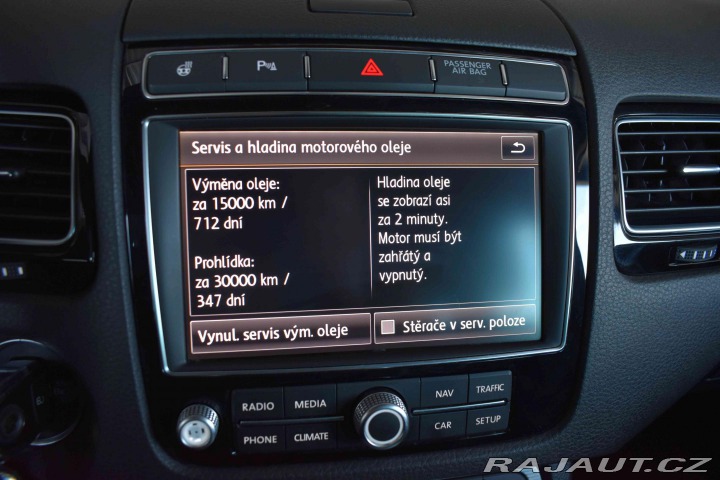 PASSENGER
AIR BAG
Servis a hladina motorového oleje
Výměna oleje:
za 15000 km /
712 dní
Prohlídka:
za 30000 km /
347 dní
Hladina oleje
se zobrazí asi
za 2 minuty.
Motor musí být
zahřátý a
vypnutý.
Vynul. servis vým. oleje
Stěrače v serv. poloze
RADIO
MEDIA
NAV
TRAFFIC
PHONE
CLIMATE
CAR
SETUP
RAJAUT.CZ